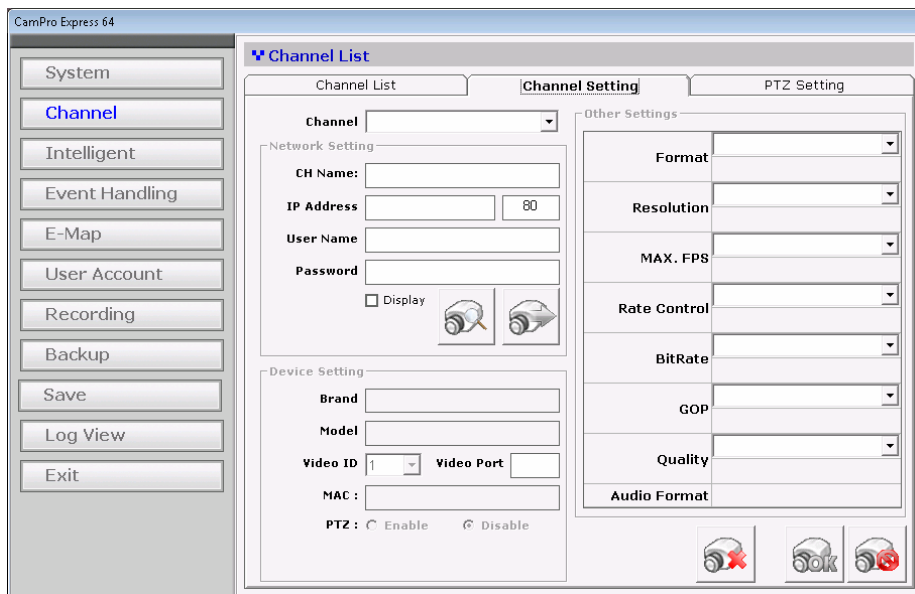 CamPro Express 64
System
Channel
Intelligent
Event Handling
E-Map
User Account
Recording
Backup
Save
Log View
Exit
Channel List
Channel List Channel Setting PTZ Setting
Channel
Network Setting
CH Name:
IP Address 80
User Name
Password
Display
Device Setting
Brand
Model
Video ID 1 Video Port
MAC :
PTZ : Enable Disable
Other Settings
Format
Resolution
MAX. FPS
Rate Control
BitRate
GOP
Quality
Audio Format
OK